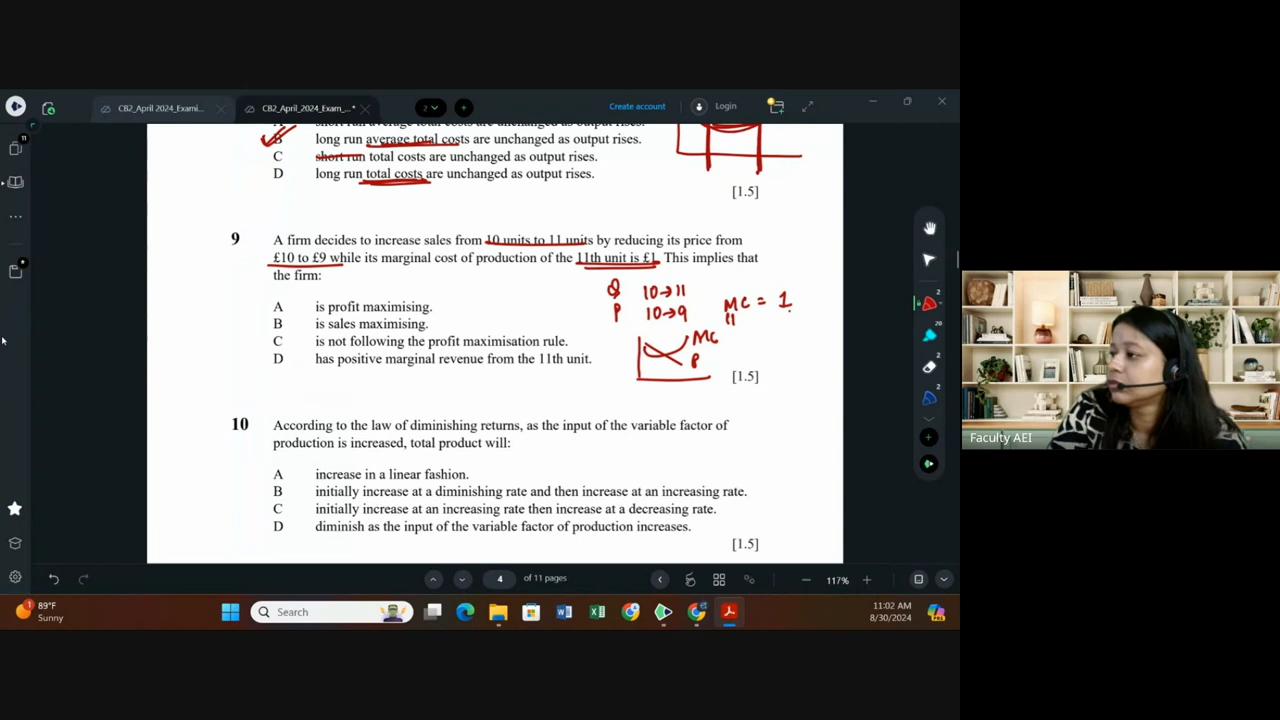 CB2_April 2024_Exami...
CB2_April 2024_Exam_...*
2
Create account
Login
long run average total costs are unchanged as output rises.
C short run total costs are unchanged as output rises.
D long run total costs are unchanged as output rises.
[1.5]
9 A firm decides to increase sales from 10 units to 11 units by reducing its price from
£10 to £9 while its marginal cost of production of the 11th unit is £1. This implies that
the firm:
A is profit maximising.
B is sales maximising.
C is not following the profit maximisation rule.
D has positive marginal revenue from the 11th unit.
[1.5]
Q 10→11
P 10→9
MC = 1
MC
P
10 According to the law of diminishing returns, as the input of the variable factor of
production is increased, total product will:
A increase in a linear fashion.
B initially increase at a diminishing rate and then increase at an increasing rate.
C initially increase at an increasing rate then increase at a decreasing rate.
D diminish as the input of the variable factor of production increases.
[1.5]
Faculty AEI
4 of 11 pages
117%
89°F
Sunny
Search
11:02 AM
8/30/2024